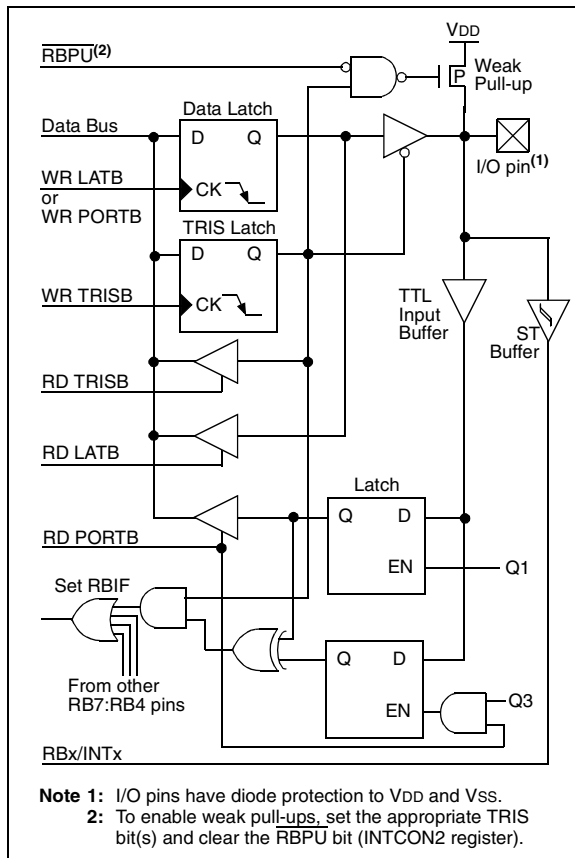 VDD
RBPU(2)
Weak
Pull-up
P
Data Latch
Data Bus
D Q
I/O pin(1)
WR LATB
or
WR PORTB
CK
TRIS Latch
D Q
WR TRISB
CK
TTL
Input
Buffer
ST
Buffer
RD TRISB
RD LATB
Latch
Q D
RD PORTB
EN
Q1
Set RBIF
Q D
From other
RB7:RB4 pins
EN
Q3
RBx/INTx
Note 1: I/O pins have diode protection to VDD and VSS.
2: To enable weak pull-ups, set the appropriate TRIS
bit(s) and clear the RBPU bit (INTCON2 register).